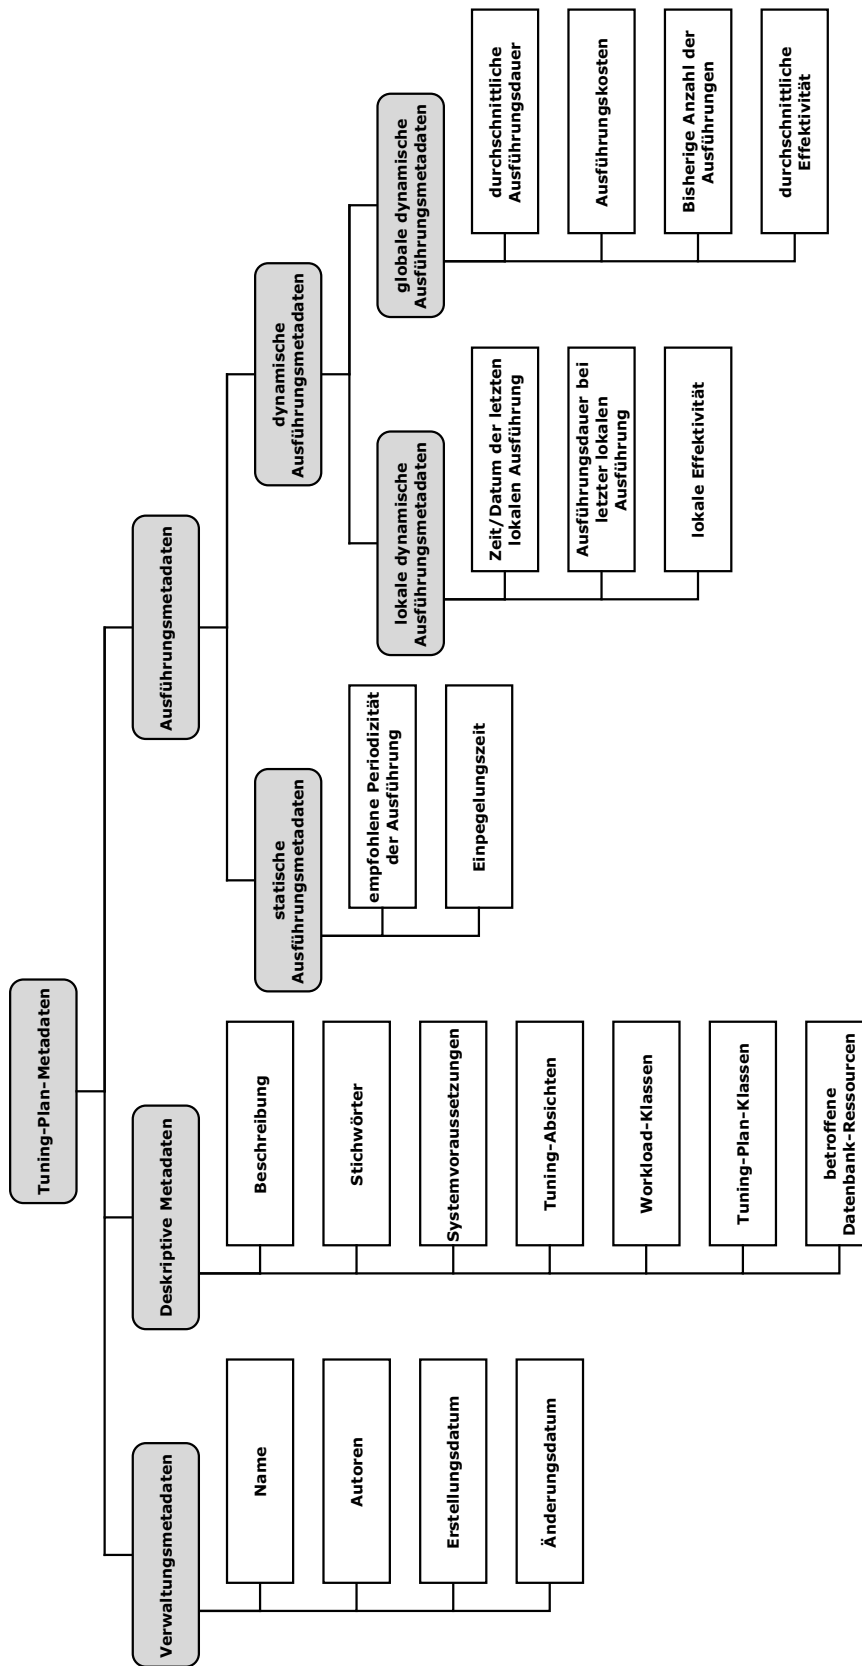 Tuning-Plan-Metadaten
Verwaltungsmetadaten
Name
Autoren
Erstellungsdatum
Änderungsdatum
Deskriptive Metadaten
Beschreibung
Stichwörter
Systemvoraussetzungen
Tuning-Absichten
Workload-Klassen
Tuning-Plan-Klassen
betroffene
Datenbank-Ressourcen
Ausführungsmetadaten
statische
Ausführungsmetadaten
empfohlene Periodizität
der Ausführung
Einpegelungszeit
dynamische
Ausführungsmetadaten
lokale dynamische
Ausführungsmetadaten
Zeit/Datum der letzten
lokalen Ausführung
Ausführungsdauer bei
letzter lokalen
Ausführung
lokale Effektivität
globale dynamische
Ausführungsmetadaten
durchschnittliche
Ausführungsdauer
Ausführungskosten
Bisherige Anzahl der
Ausführungen
durchschnittliche
Effektivität